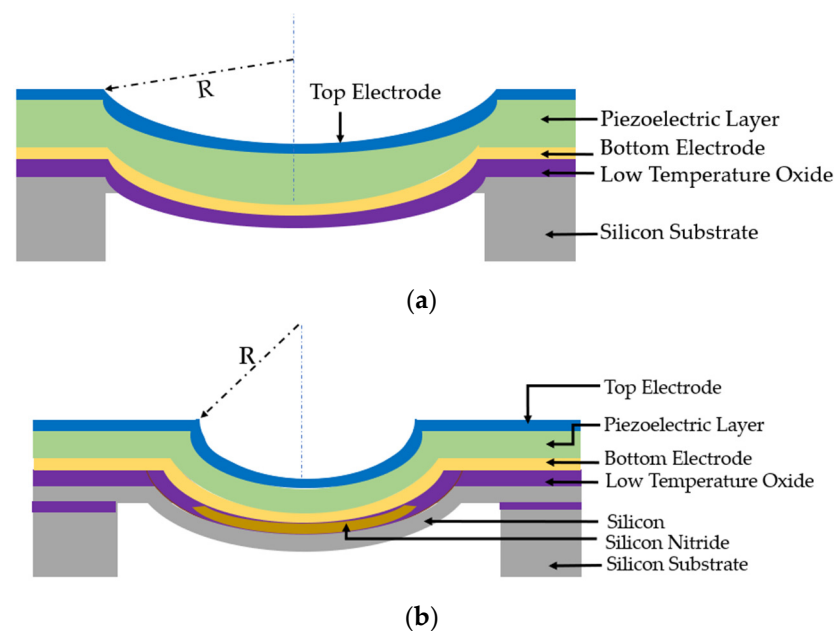 R
Top Electrode
Piezoelectric Layer
Bottom Electrode
Low Temperature Oxide
Silicon Substrate
(a)
R
Top Electrode
Piezoelectric Layer
Bottom Electrode
Low Temperature Oxide
Silicon
Silicon Nitride
Silicon Substrate
(b)